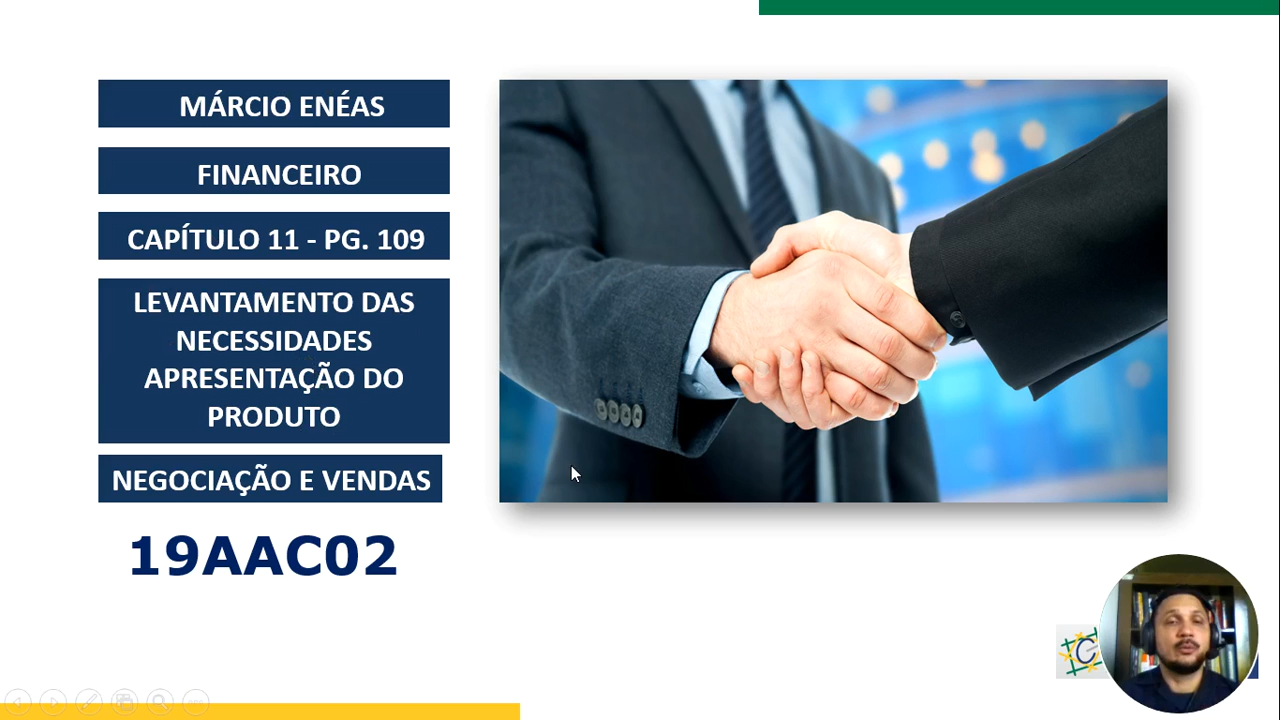 MÁRCIO ENÉAS
FINANCEIRO
CAPÍTULO 11 - PG. 109
LEVANTAMENTO DAS
NECESSIDADES
APRESENTAÇÃO DO
PRODUTO
NEGOCIAÇÃO E VENDAS
19AAC02